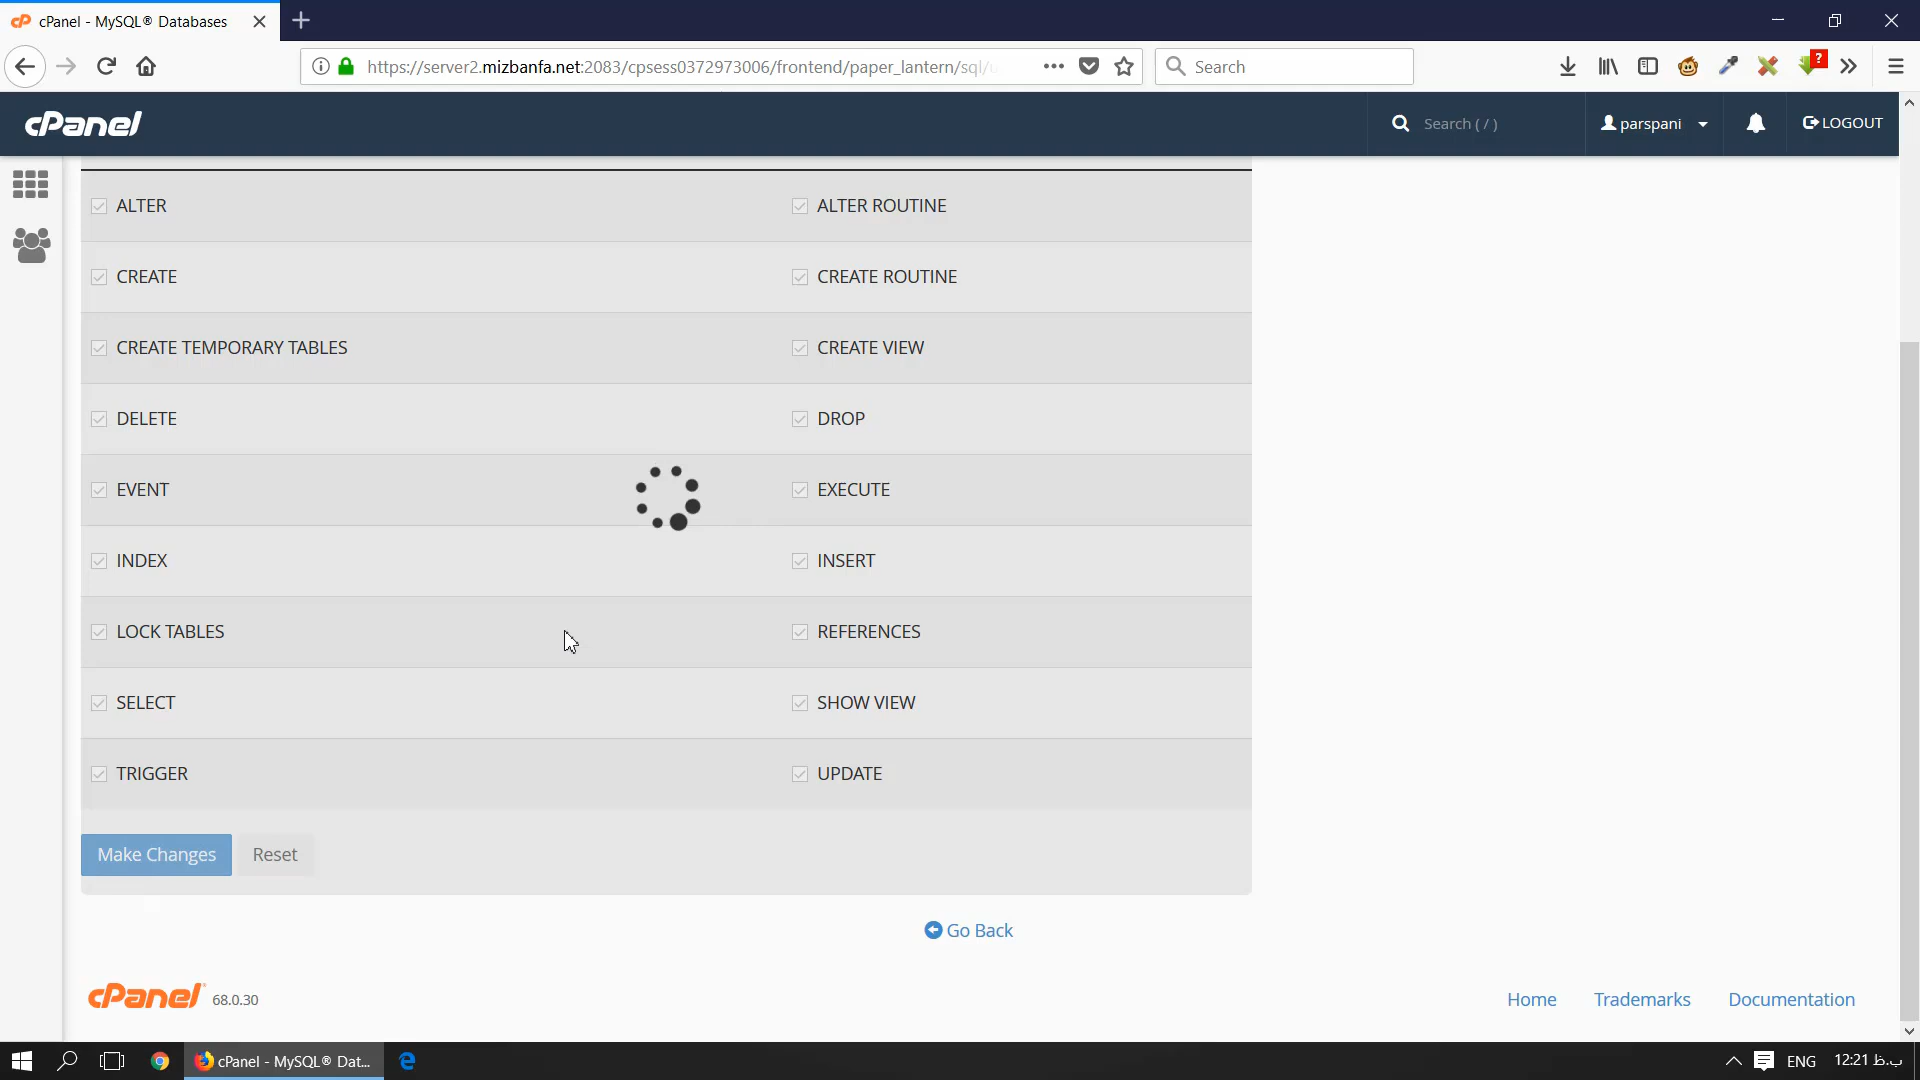 cPanel - MySQL® Databases
https://server2.mizbanfa.net:2083/cpsess0372973006/frontend/paper_lantern/sql/
Search
?
cPanel
Search ( / )
parspani
LOGOUT
ALTER
ALTER ROUTINE
CREATE
CREATE ROUTINE
CREATE TEMPORARY TABLES
CREATE VIEW
DELETE
DROP
EVENT
EXECUTE
INDEX
INSERT
LOCK TABLES
REFERENCES
SELECT
SHOW VIEW
TRIGGER
UPDATE
Make Changes
Reset
Go Back
cPanel 68.0.30
Home
Trademarks
Documentation
cPanel - MySQL® Dat...
ENG
12:21 ب.ظ